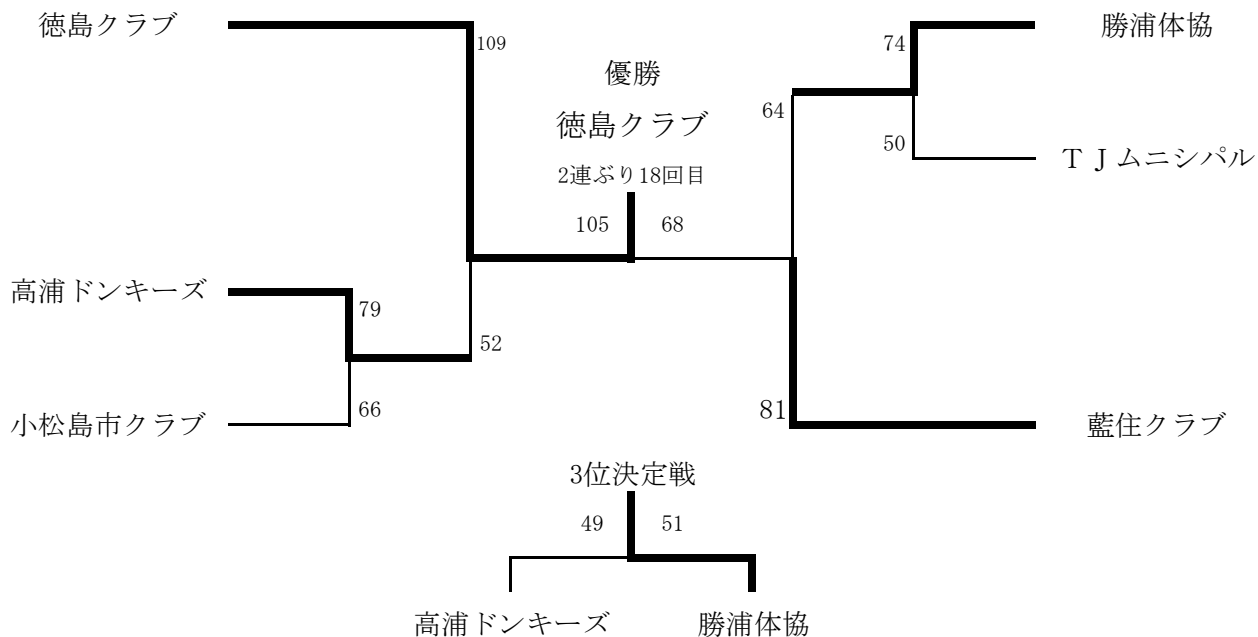 徳島クラブ
109
高浦ドンキーズ
79
52
小松島市クラブ
66
優勝
徳島クラブ
2連ぶり18回目
105 68
勝浦体協
74
64
50
ＴＪムニシパル
81
藍住クラブ
3位決定戦
49 51
高浦ドンキーズ 勝浦体協